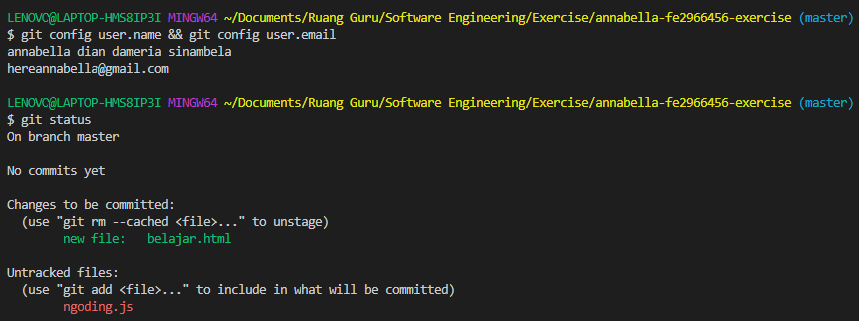 LENOVO@LAPTOP-HMS8IP3I MINGW64 ~/Documents/Ruang Guru/Software Engineering/Exercise/annabella-fe2966456-exercise (master)
$ git config user.name && git config user.email
annabella dian dameria sinambela
hereannabella@gmail.com

LENOVO@LAPTOP-HMS8IP3I MINGW64 ~/Documents/Ruang Guru/Software Engineering/Exercise/annabella-fe2966456-exercise (master)
$ git status
On branch master

No commits yet

Changes to be committed:
  (use "git rm --cached <file>..." to unstage)
        new file:   belajar.html

Untracked files:
  (use "git add <file>..." to include in what will be committed)
        ngoding.js